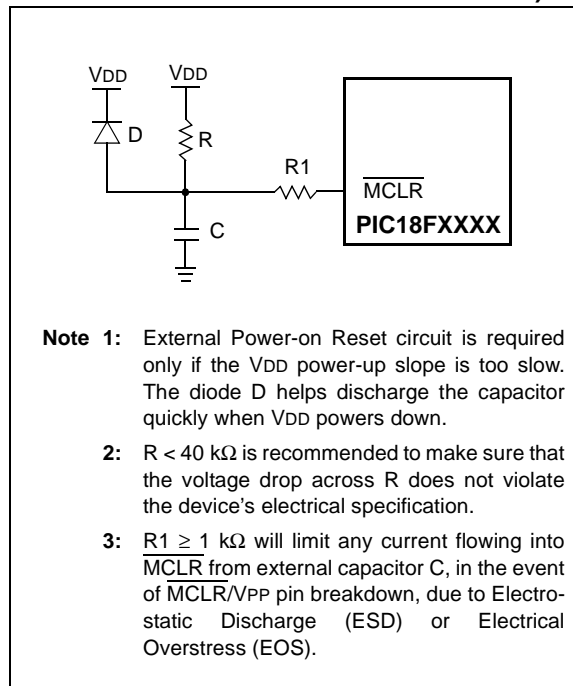 VDD VDD
D
R
R1
C
MCLR
PIC18FXXXX
Note 1: External Power-on Reset circuit is required
only if the VDD power-up slope is too slow.
The diode D helps discharge the capacitor
quickly when VDD powers down.
2: R < 40 kΩ is recommended to make sure that
the voltage drop across R does not violate
the device's electrical specification.
3: R1 ≥ 1 kΩ will limit any current flowing into
MCLR from external capacitor C, in the event
of MCLR/VPP pin breakdown, due to Electro-
static Discharge (ESD) or Electrical
Overstress (EOS).